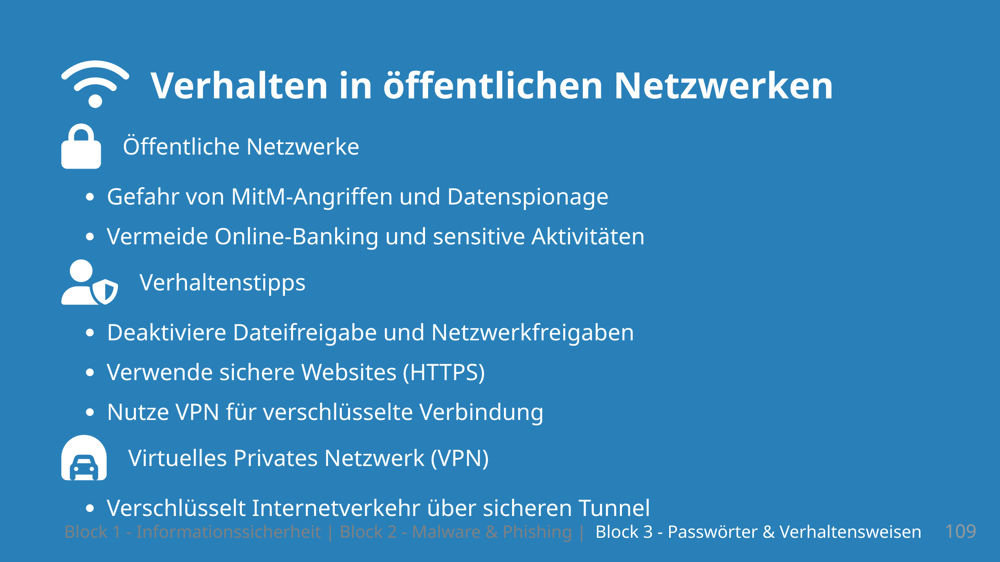 Verhalten in öffentlichen Netzwerken
Öffentliche Netzwerke
• Gefahr von MitM-Angriffen und Datenspionage
• Vermeide Online-Banking und sensitive Aktivitäten
Verhaltenstipps
• Deaktiviere Dateifreigabe und Netzwerkfreigaben
• Verwende sichere Websites (HTTPS)
• Nutze VPN für verschlüsselte Verbindung
Virtuelles Privates Netzwerk (VPN)
• Verschlüsselt Internetverkehr über sicheren Tunnel
Block 1 - Informationssicherheit | Block 2 - Malware & Phishing | Block 3 - Passwörter & Verhaltensweisen 109